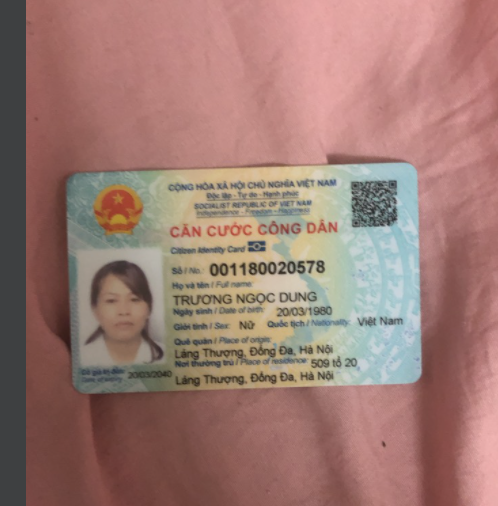 CỘNG HÒA XÃ HỘI CHỦ NGHĨA VIỆT NAM
Độc lập - Tự do - Hạnh phúc
SOCIALIST REPUBLIC OF VIET NAM
Independence - Freedom - Happiness
CĂN CƯỚC CÔNG DÂN
Citizen Identity Card
Số / No.: 001180020578
Họ và tên / Full name:
TRƯƠNG NGỌC DUNG
Ngày sinh / Date of birth: 20/03/1980
Giới tính / Sex: Nữ Quốc tịch / Nationality: Việt Nam
Quê quán / Place of origin:
Láng Thượng, Đống Đa, Hà Nội
Nơi thường trú / Place of residence: 509 tổ 20
Láng Thượng, Đống Đa, Hà Nội
Có giá trị đến: 20/03/2040
Date of expiry